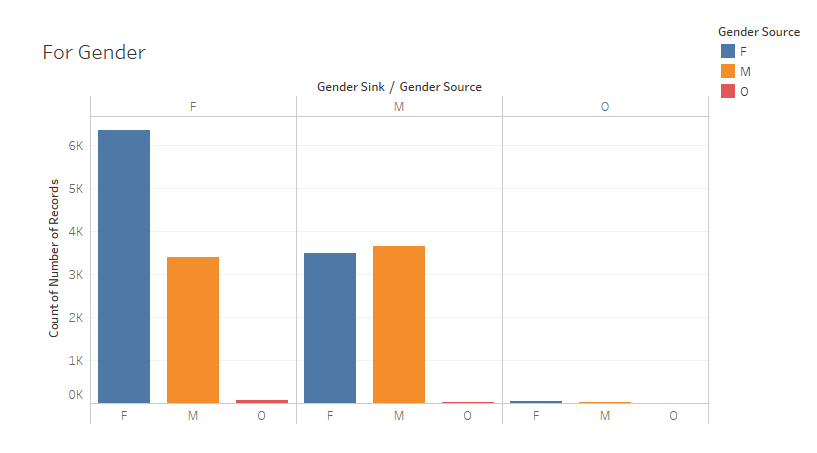 Gender Source
F
M
O
For Gender
Gender Sink / Gender Source
F M O
Count of Number of Records
6K
5K
4K
3K
2K
1K
0K
F M O F M O F M O